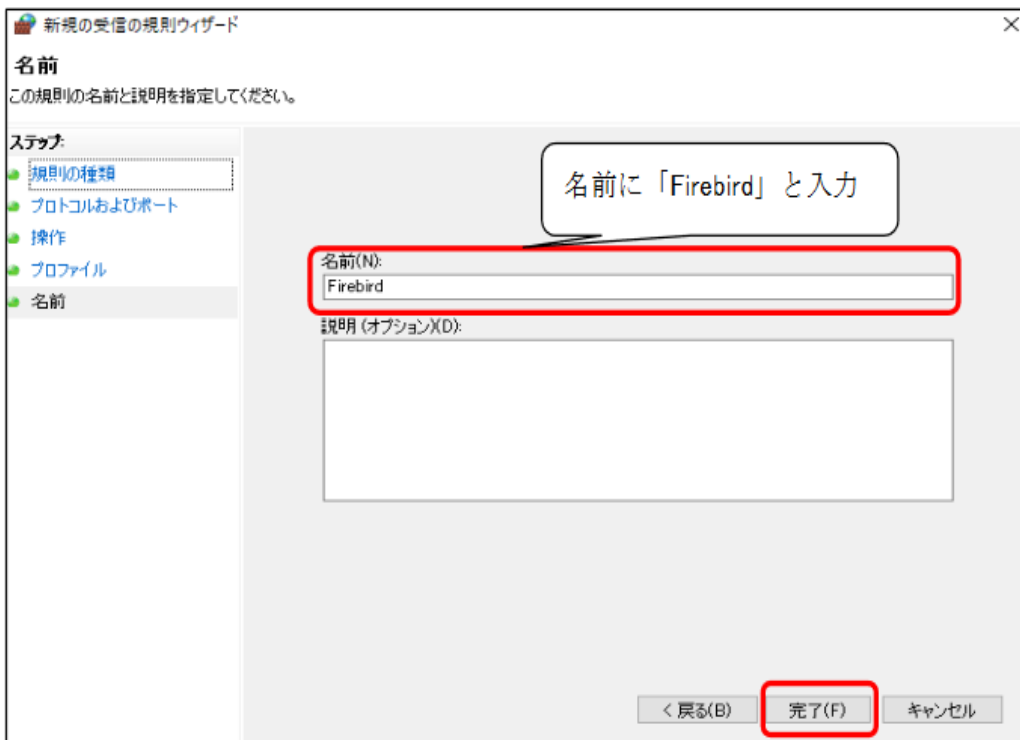 新規の受信の規則ウィザード
名前
この規則の名前と説明を指定してください。
ステップ:
規則の種類
プロトコルおよびポート
操作
プロファイル
名前
名前に「Firebird」と入力
名前(N):
Firebird
説明 (オプション)(D):
< 戻る(B)
完了(F)
キャンセル